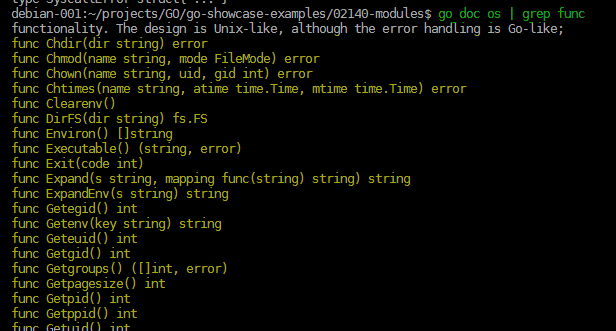 type SyscallError struct{ ... }
debian-001:~/projects/GO/go-showcase-examples/02140-modules$ go doc os | grep func
functionality. The design is Unix-like, although the error handling is Go-like;
func Chdir(dir string) error
func Chmod(name string, mode FileMode) error
func Chown(name string, uid, gid int) error
func Chtimes(name string, atime time.Time, mtime time.Time) error
func Clearenv()
func DirFS(dir string) fs.FS
func Environ() []string
func Executable() (string, error)
func Exit(code int)
func Expand(s string, mapping func(string) string) string
func ExpandEnv(s string) string
func Getegid() int
func Getenv(key string) string
func Geteuid() int
func Getgid() int
func Getgroups() ([]int, error)
func Getpagesize() int
func Getpid() int
func Getppid() int
func Getuid() int